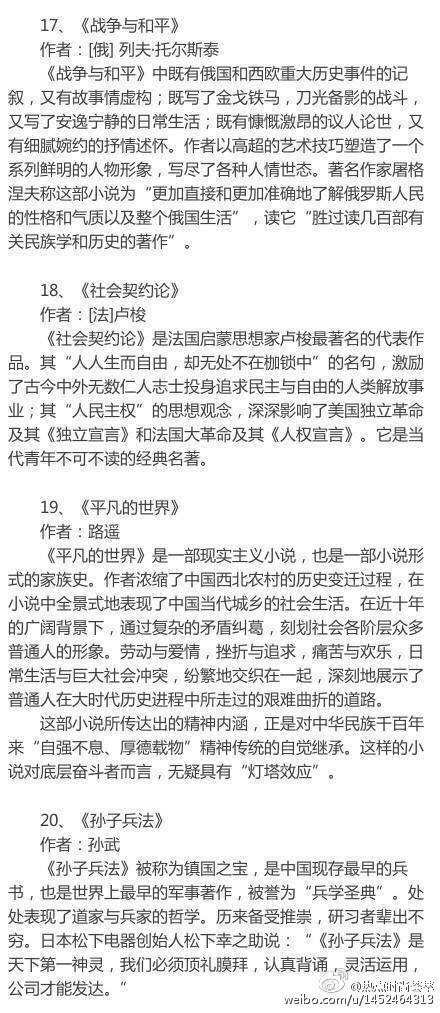 17、《战争与和平》
作者：[俄] 列夫·托尔斯泰
《战争与和平》中既有俄国和西欧重大历史事件的记
叙，又有故事情虚构；既写了金戈铁马，刀光备影的战斗，
又写了安逸宁静的日常生活；既有慷慨激昂的议人论世，又
有细腻婉约的抒情述怀。作者以高超的艺术技巧塑造了一个
系列鲜明的人物形象，写尽了各种人情世态。著名作家屠格
涅夫称这部小说为“更加直接和更加准确地了解俄罗斯人民
的性格和气质以及整个俄国生活”，读它“胜过读几百部有
关民族学和历史的著作”。
18、《社会契约论》
作者：[法]卢梭
《社会契约论》是法国启蒙思想家卢梭最著名的代表作
品。其“人人生而自由，却无处不在枷锁中”的名句，激励
了古今中外无数仁人志士投身追求民主与自由的人类解放事
业；其“人民主权”的思想观念，深深影响了美国独立革命
及其《独立宣言》和法国大革命及其《人权宣言》。它是当
代青年不可不读的经典名著。
19、《平凡的世界》
作者：路遥
《平凡的世界》是一部现实主义小说，也是一部小说形
式的家族史。作者浓缩了中国西北农村的历史变迁过程，在
小说中全景式地表现了中国当代城乡的社会生活。在近十年
的广阔背景下，通过复杂的矛盾纠葛，刻划社会各阶层众多
普通人的形象。劳动与爱情，挫折与追求，痛苦与欢乐，日
常生活与巨大社会冲突，纷繁地交织在一起，深刻地展示了
普通人在大时代历史进程中所走过的艰难曲折的道路。
这部小说所传达出的精神内涵，正是对中华民族千百年
来“自强不息、厚德载物”精神传统的自觉继承。这样的小
说对底层奋斗者而言，无疑具有“灯塔效应”。
20、《孙子兵法》
作者：孙武
《孙子兵法》被称为镇国之宝，是中国现存最早的兵
书，也是世界上最早的军事著作，被誉为“兵学圣典”。处
处表现了道家与兵家的哲学。历来备受推崇，研习者辈出不
穷。日本松下电器创始人松下幸之助说：“《孙子兵法》是
天下第一神灵，我们必须顶礼膜拜，认真背诵，灵活运用，
公司才能发达。”
weibo.com/u/1452464313